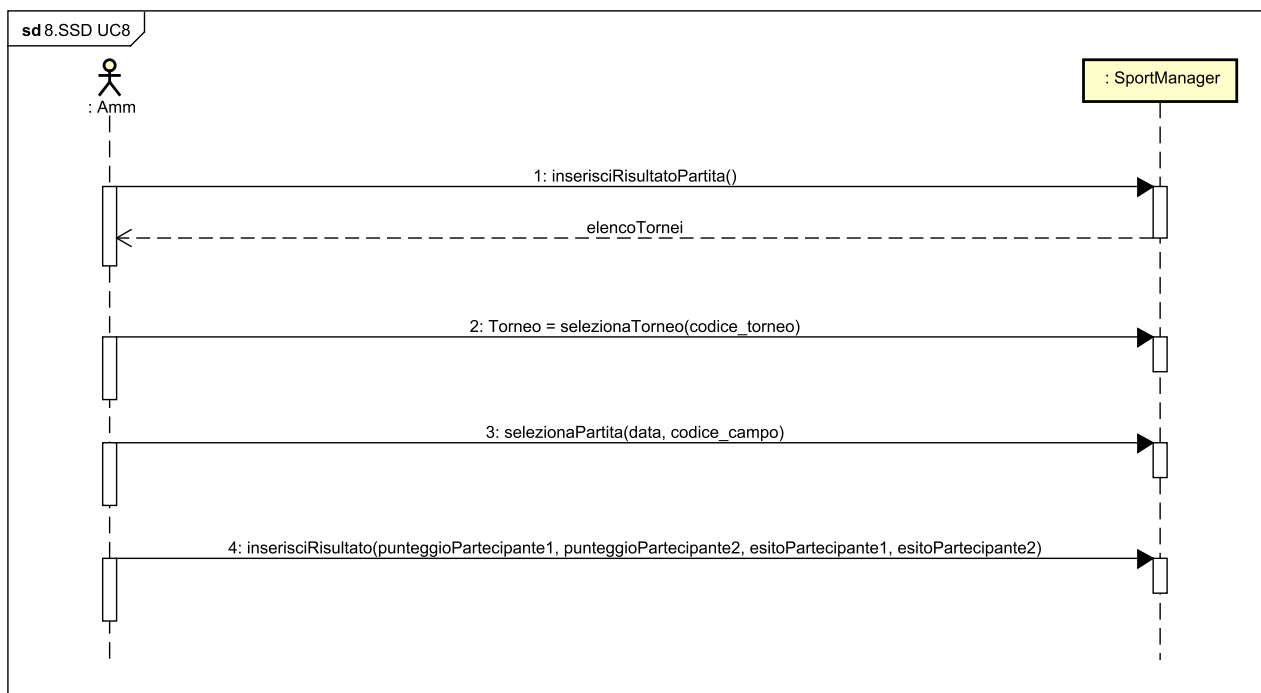 sd 8.SSD UC8
: Amm
: SportManager
1: inserisciRisultatoPartita()
elencoTornei
2: Torneo = selezionaTorneo(codice_torneo)
3: selezionaPartita(data, codice_campo)
4: inserisciRisultato(punteggioPartecipante1, punteggioPartecipante2, esitoPartecipante1, esitoPartecipante2)